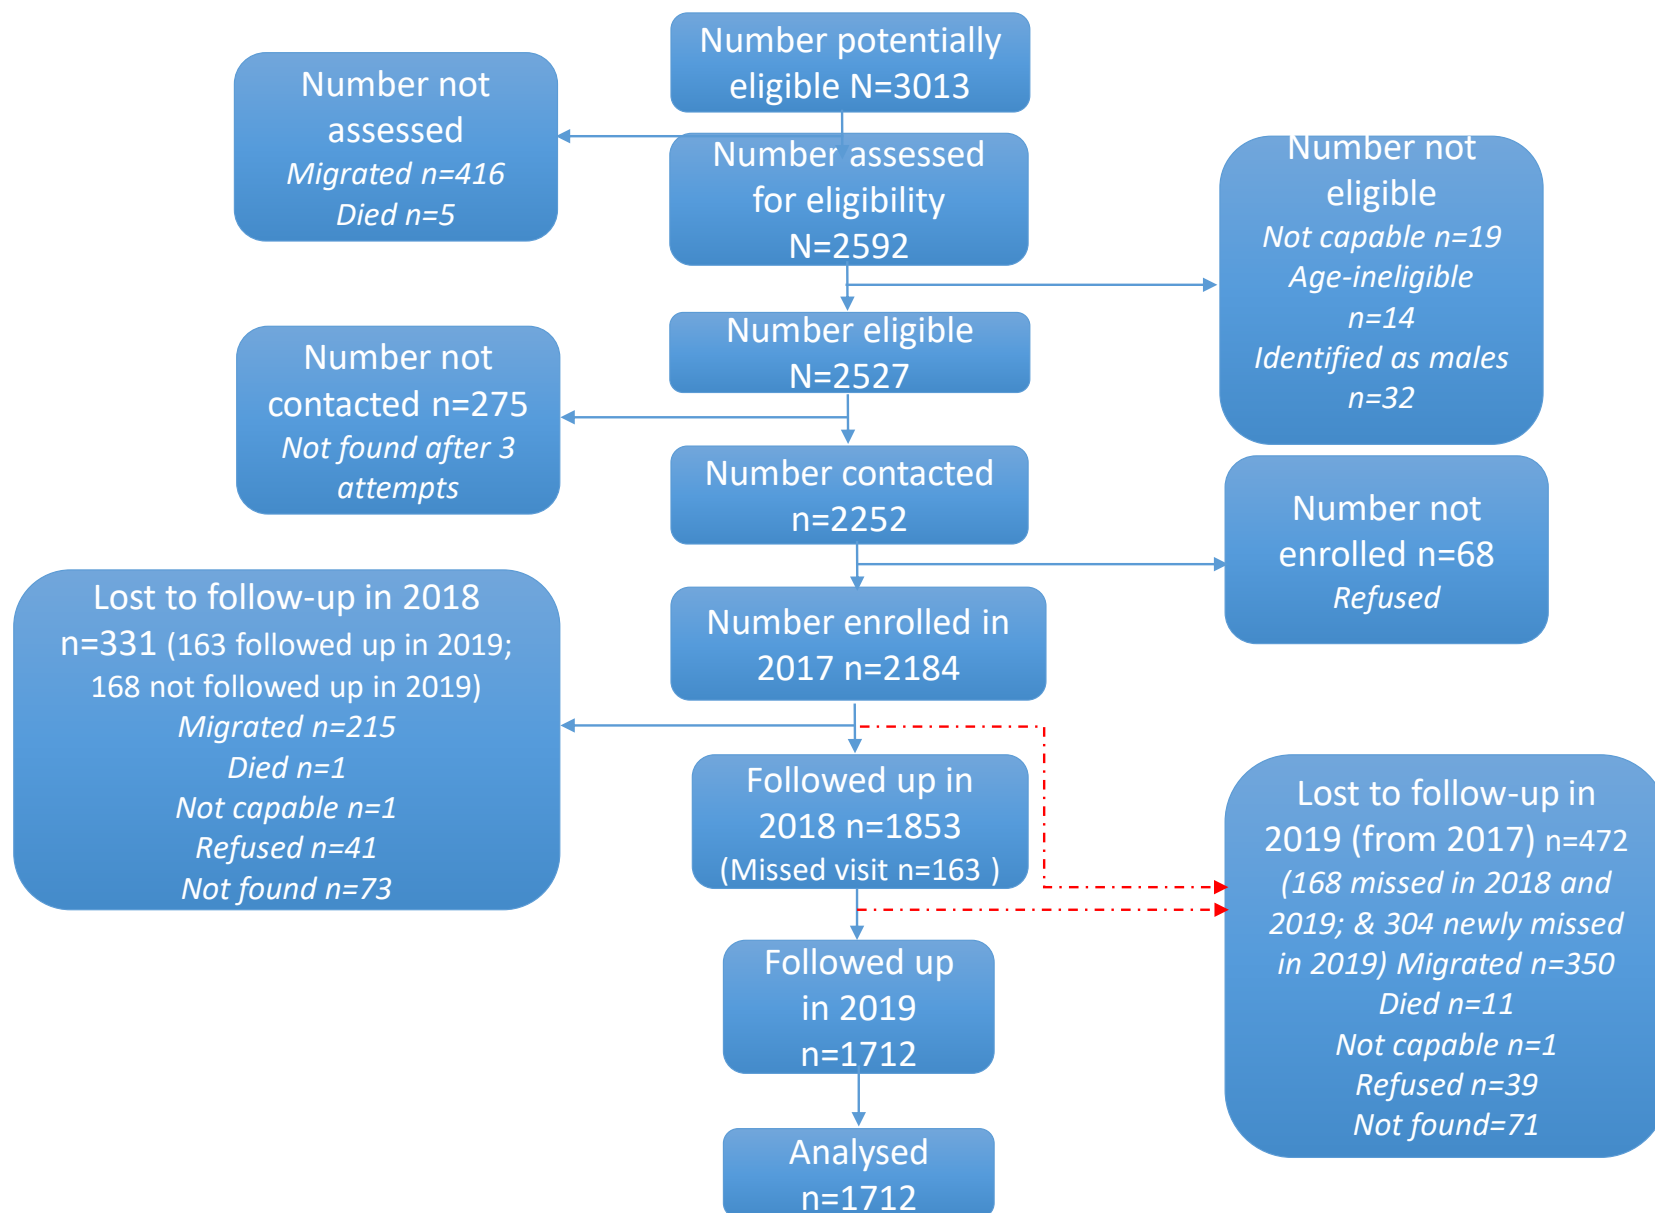 Number potentially
eligible N=3013
Number not
assessed
Migrated n=416
Died n=5
Number assessed
for eligibility
N=2592
Number not
eligible
Not capable n=19
Age-ineligible
n=14
Identified as males
n=32
Number eligible
N=2527
Number not
contacted n=275
Not found after 3
attempts
Number contacted
n=2252
Number not
enrolled n=68
Refused
Number enrolled in
2017 n=2184
Lost to follow-up in 2018
n=331 (163 followed up in 2019;
168 not followed up in 2019)
Migrated n=215
Died n=1
Not capable n=1
Refused n=41
Not found n=73
Followed up in
2018 n=1853
(Missed visit n=163 )
Lost to follow-up in
2019 (from 2017) n=472
(168 missed in 2018 and
2019; & 304 newly missed
in 2019) Migrated n=350
Died n=11
Not capable n=1
Refused n=39
Not found=71
Followed up
in 2019
n=1712
Analysed
n=1712